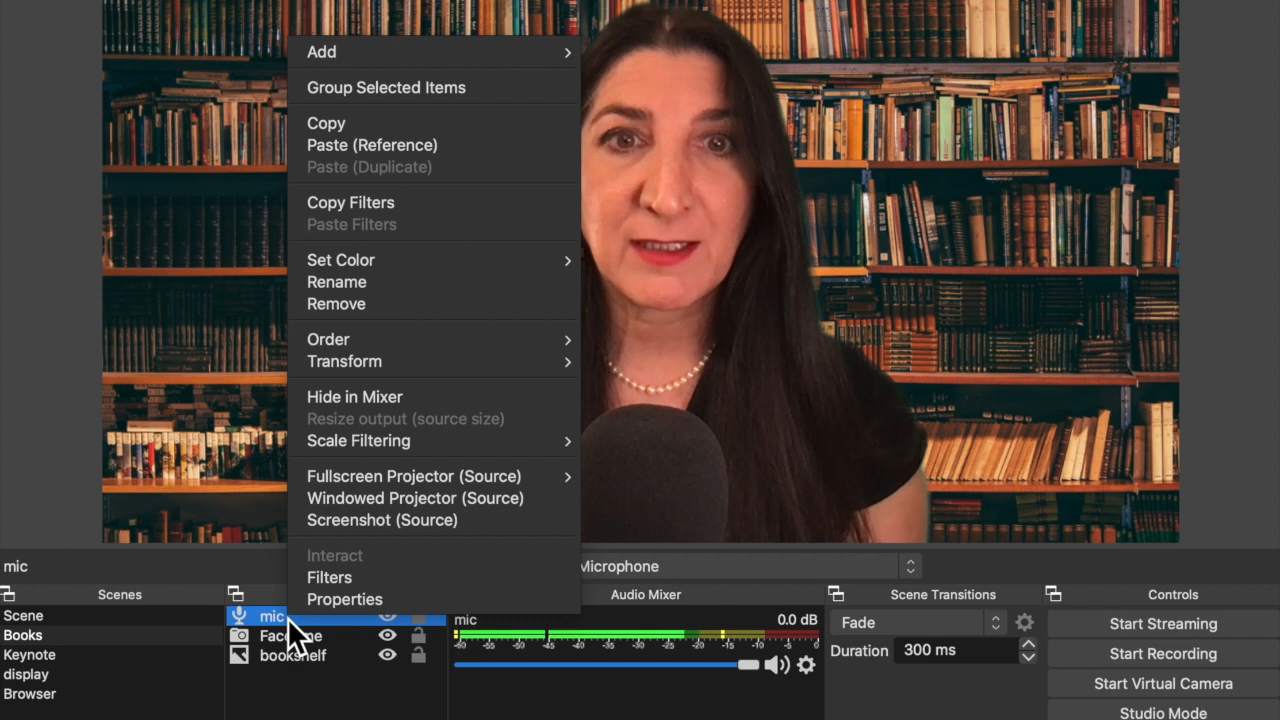 Add
Group Selected Items
Copy
Paste (Reference)
Paste (Duplicate)
Copy Filters
Paste Filters
Set Color
Rename
Remove
Order
Transform
Hide in Mixer
Resize output (source size)
Scale Filtering
Fullscreen Projector (Source)
Windowed Projector (Source)
Screenshot (Source)
Interact
Filters
Properties
mic
Microphone
Scenes
Scene
Books
Keynote
display
Browser
mic
bookshelf
Audio Mixer
mic
0.0 dB
-60 -55 -50 -45 -40 -35 -30 -25 -20 -15 -10 -5 0
Scene Transitions
Fade
Duration 300 ms
Controls
Start Streaming
Start Recording
Start Virtual Camera
Studio Mode